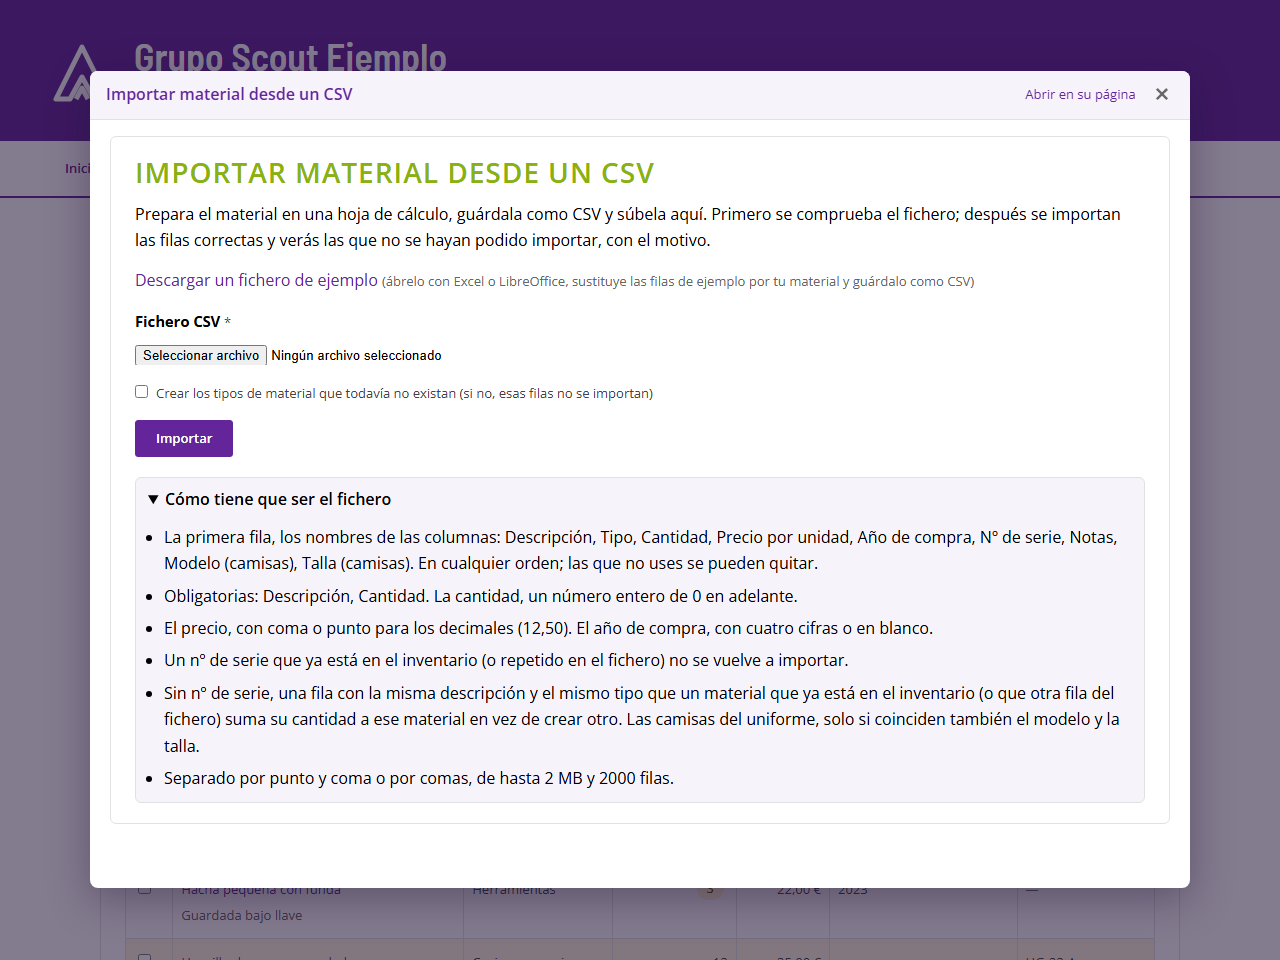 Grupo Scout Ejemplo
Importar material desde un CSV
Abrir en su página
Inici
IMPORTAR MATERIAL DESDE UN CSV
Prepara el material en una hoja de cálculo, guárdala como CSV y súbela aquí. Primero se comprueba el fichero; después se importan
las filas correctas y verás las que no se hayan podido importar, con el motivo.
Descargar un fichero de ejemplo (ábrelo con Excel o LibreOffice, sustituye las filas de ejemplo por tu material y guárdalo como CSV)
Fichero CSV *
Seleccionar archivo Ningún archivo seleccionado
Crear los tipos de material que todavía no existan (si no, esas filas no se importan)
Importar
Cómo tiene que ser el fichero
La primera fila, los nombres de las columnas: Descripción, Tipo, Cantidad, Precio por unidad, Año de compra, Nº de serie, Notas,
Modelo (camisas), Talla (camisas). En cualquier orden; las que no uses se pueden quitar.
Obligatorias: Descripción, Cantidad. La cantidad, un número entero de 0 en adelante.
El precio, con coma o punto para los decimales (12,50). El año de compra, con cuatro cifras o en blanco.
Un nº de serie que ya está en el inventario (o repetido en el fichero) no se vuelve a importar.
Sin nº de serie, una fila con la misma descripción y el mismo tipo que un material que ya está en el inventario (o que otra fila del
fichero) suma su cantidad a ese material en vez de crear otro. Las camisas del uniforme, solo si coinciden también el modelo y la
talla.
Separado por punto y coma o por comas, de hasta 2 MB y 2000 filas.
Hacha pequeña con funda Herramientas 3 22,00 € 2023 —
Guardada bajo llave